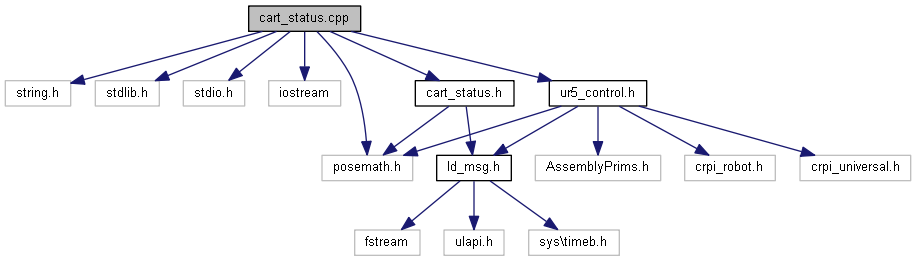 cart_status.cpp
string.h
stdlib.h
stdio.h
iostream
cart_status.h
ur5_control.h
posemath.h
ld_msg.h
AssemblyPrims.h
crpi_robot.h
crpi_universal.h
fstream
ulapi.h
sys\timeb.h